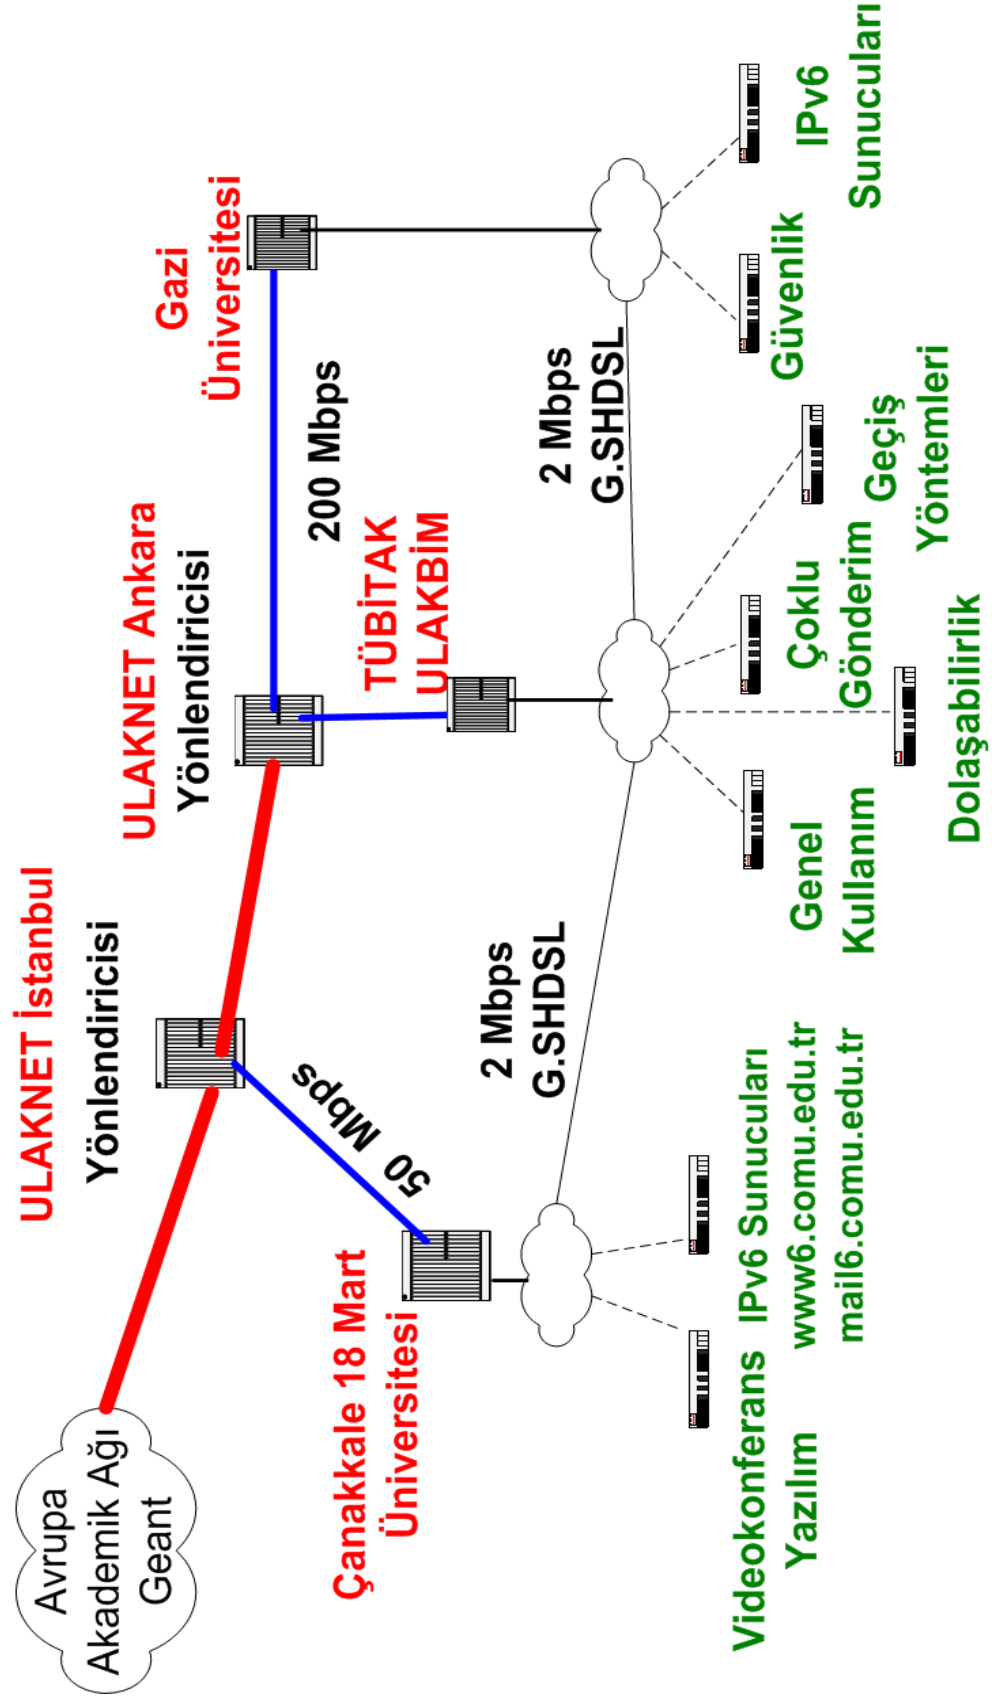 Avrupa
Akademik Ağı
Geant
ULAKNET İstanbul
Yönlendiricisi
ULAKNET Ankara
Yönlendiricisi
Gazi
Üniversitesi
200 Mbps
50 Mbps
TÜBİTAK
ULAKBİM
Çanakkale 18 Mart
Üniversitesi
2 Mbps
G.SHDSL
2 Mbps
G.SHDSL
Videokonferans
Yazılım
IPv6 Sunucuları
www6.comu.edu.tr
mail6.comu.edu.tr
Genel
Kullanım
Dolaşabilirlik
Çoklu
Gönderim
Geçiş
Yöntemleri
Güvenlik
IPv6
Sunucuları